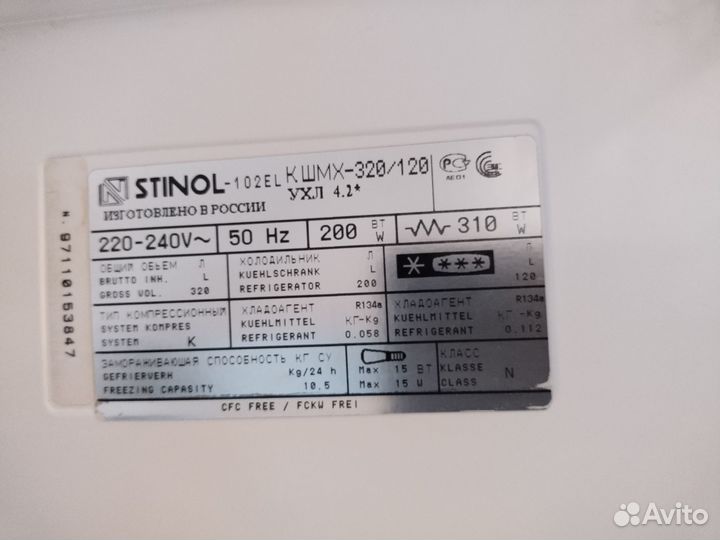 STINOL-102EL КШМХ-320/120
УХЛ 4.2*
ИЗГОТОВЛЕНО В РОССИИ
РСТ
АЕ01
220-240V~ 50 Hz 200 ВТ W 310 ВТ W
ОБЩИЙ ОБЪЕМ Л
BRUTTO INH. L
GROSS VOL. 320
ХОЛОДИЛЬНИК Л
KUEHLSCHRANK L
REFRIGERATOR 200
Л
L
120
ТИП КОМПРЕССИОННЫЙ
SYSTEM KOMPRES
SYSTEM K
ХЛАДОАГЕНТ R134a
KUEHLMITTEL КГ-Kg
REFRIGERANT 0.058
ХЛАДОАГЕНТ R134a
KUEHLMITTEL КГ-Kg
REFRIGERANT 0.112
ЗАМОРАЖИВАЮЩАЯ СПОСОБНОСТЬ КГ СУ
GEFRIERVERM Kg/24 h
FREEZING CAPASITY 10.5
Max 15 ВТ
Max 15 W
КЛАСС
KLASSE
CLASS N
CFC FREE / FCKW FREI
N. 97110153847
Avito